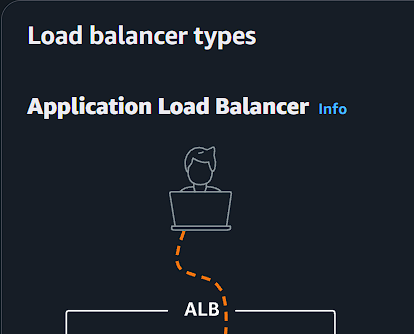 Load balancer types
Application Load Balancer Info
ALB